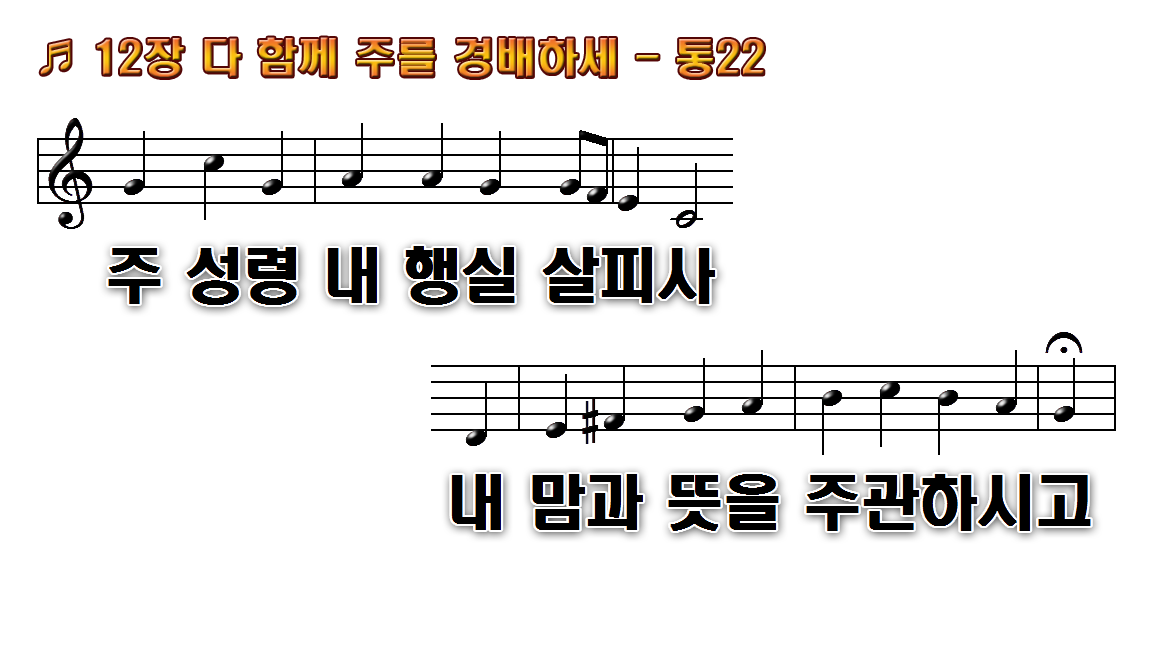 12장 다 함께 주를 경배하세 - 통22
주 성령 내 행실 살피사
내 맘과 뜻을 주관하시고